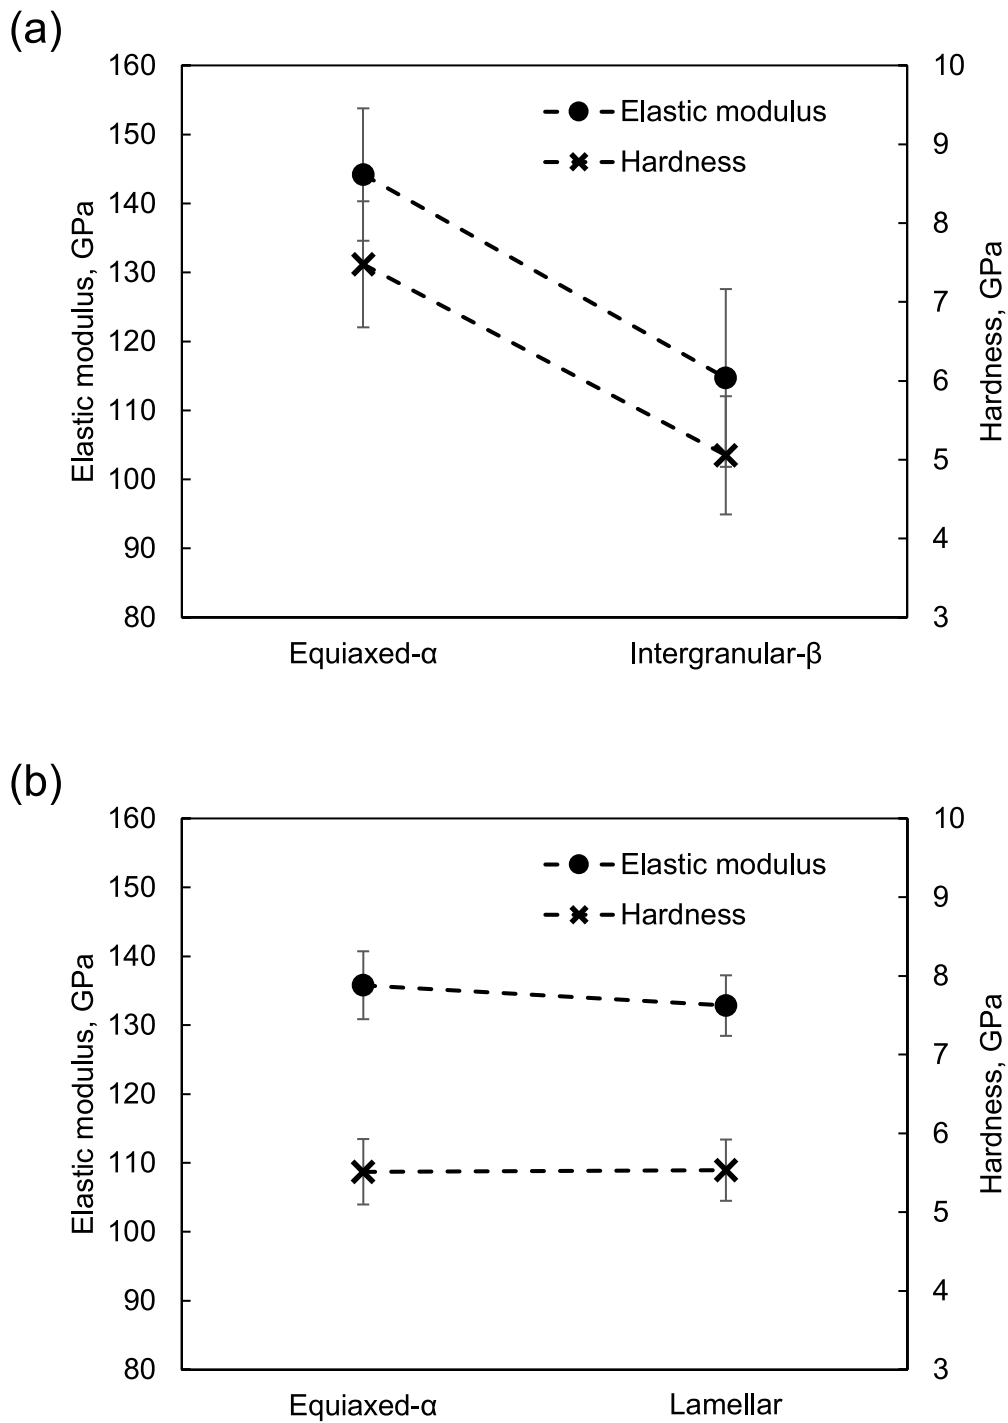 (a)
160
150
140
130
120
110
100
90
80
Elastic modulus, GPa
10
9
8
7
6
5
4
3
Hardness, GPa
Elastic modulus
Hardness
Equiaxed-α
Intergranular-β
(b)
160
150
140
130
120
110
100
90
80
Elastic modulus, GPa
10
9
8
7
6
5
4
3
Hardness, GPa
Elastic modulus
Hardness
Equiaxed-α
Lamellar